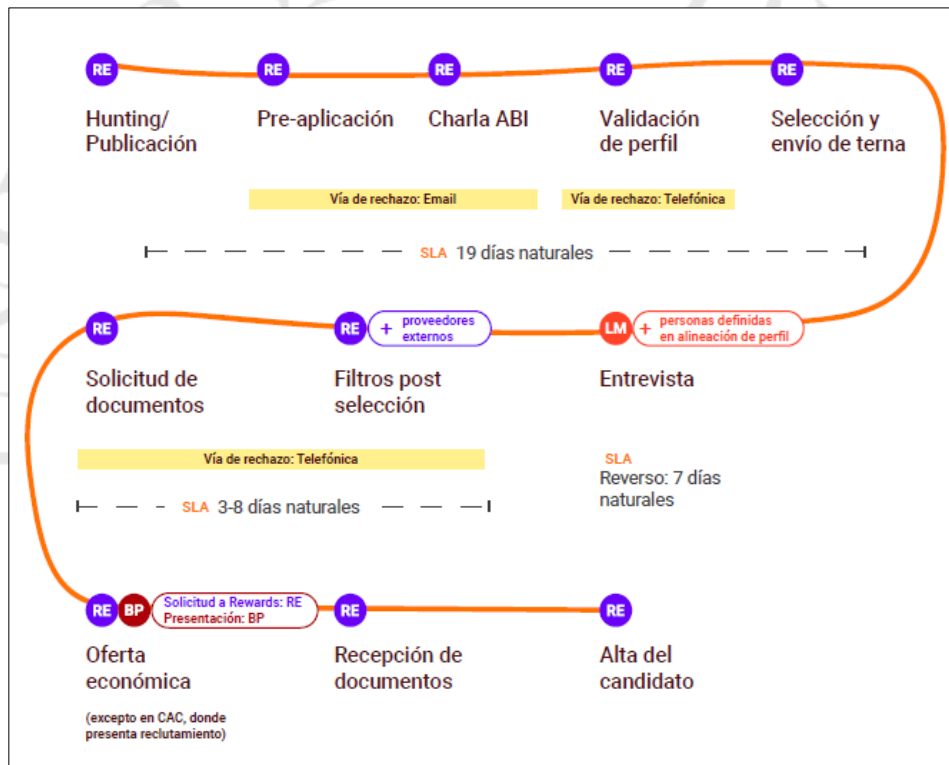 RE
RE
RE
RE
RE
Hunting/
Publicación
Pre-aplicación
Charla ABI
Validación
de perfil
Selección y
envío de terna
Vía de rechazo: Email
Vía de rechazo: Telefónica
SLA 19 días naturales
RE
RE
+ proveedores
externos
LM
+ personas definidas
en alineación de perfil
Solicitud de
documentos
Filtros post
selección
Entrevista
Vía de rechazo: Telefónica
SLA 3-8 días naturales
SLA
Reverso: 7 días
naturales
RE
BP
Solicitud a Rewards: RE
Presentación: BP
RE
RE
Oferta
económica
(excepto en CAC, donde
presenta reclutamiento)
Recepción de
documentos
Alta del
candidato